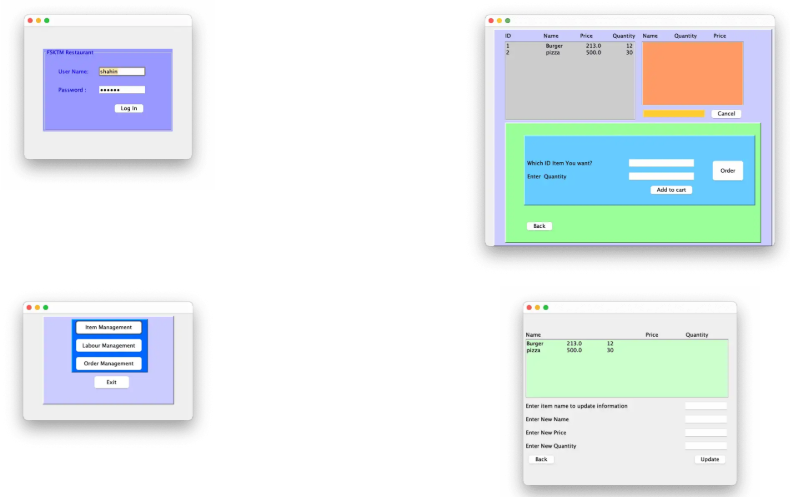 FSKTM Restaurant
User Name: shahin
Password : ••••••
Log In
ID Name Price Quantity Name Quantity Price
1 Burger 213.0 12
2 pizza 500.0 30
Cancel
Which ID Item You want?
Enter Quantity
Order
Add to cart
Back
Item Management
Labour Management
Order Management
Exit
Name Price Quantity
Burger 213.0 12
pizza 500.0 30
Enter item name to update information
Enter New Name
Enter New Price
Enter New Quantity
Back Update